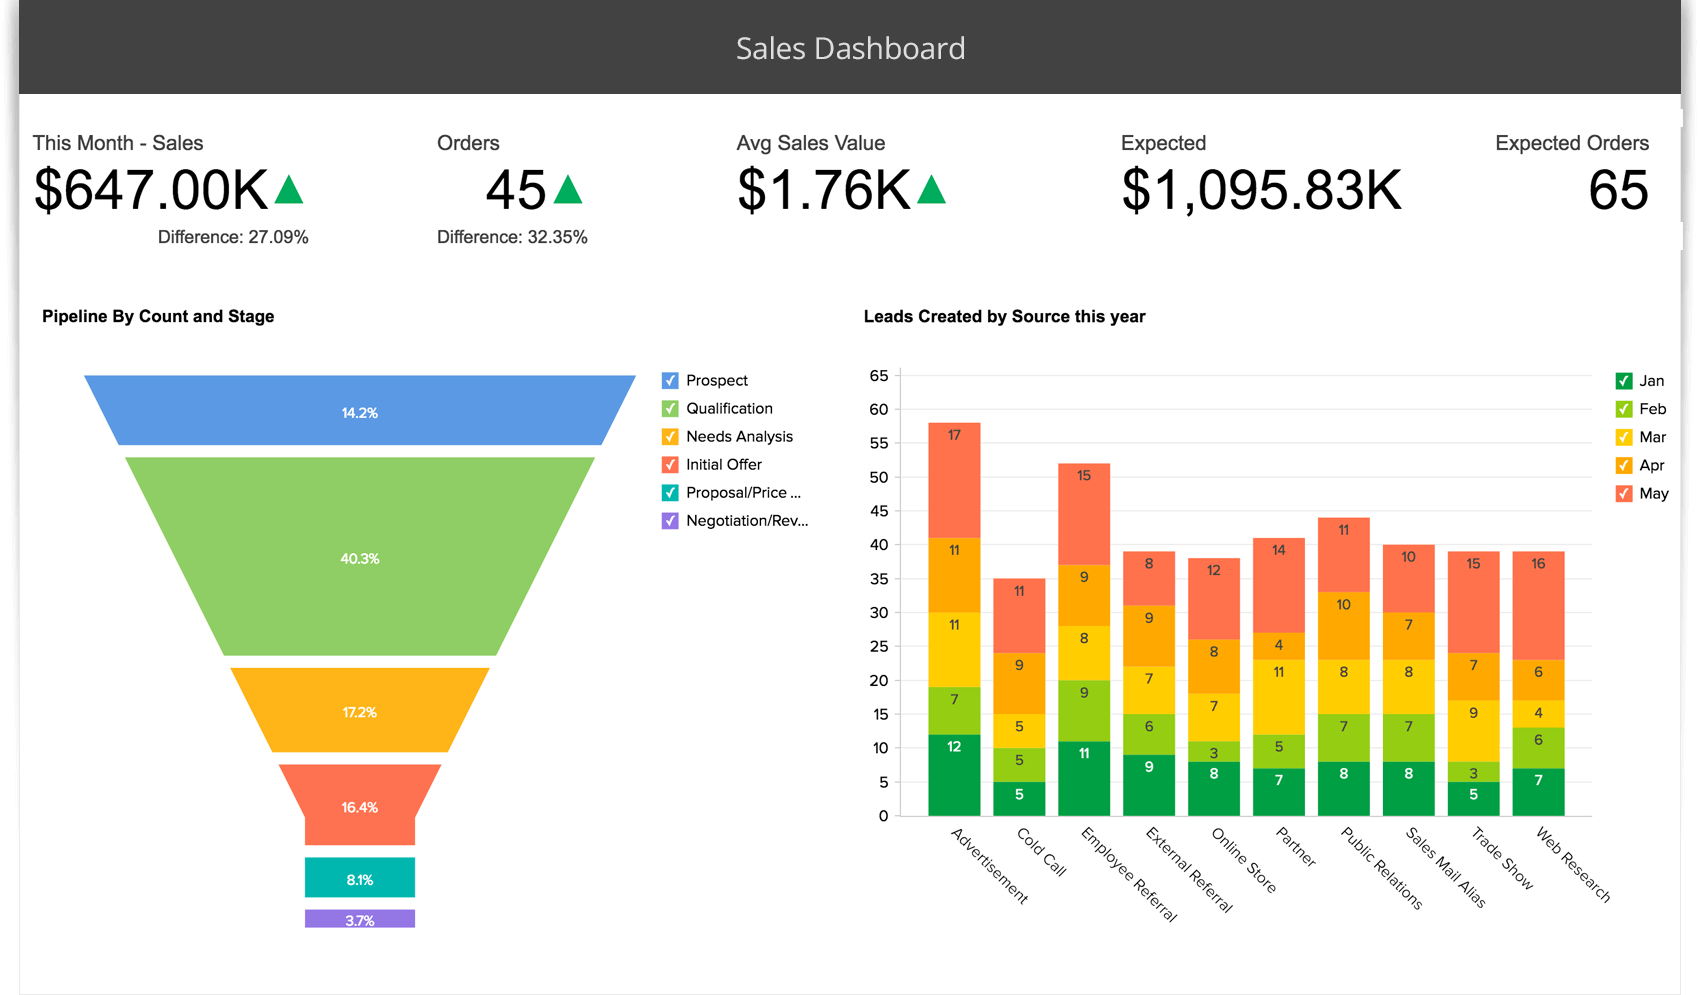 Sales Dashboard
This Month - Sales
$647.00K
Difference: 27.09%
Orders
45
Difference: 32.35%
Avg Sales Value
$1.76K
Expected
$1,095.83K
Expected Orders
65
Pipeline By Count and Stage
14.2%
40.3%
17.2%
16.4%
8.1%
3.7%
Prospect
Qualification
Needs Analysis
Initial Offer
Proposal/Price ...
Negotiation/Rev...
Leads Created by Source this year
65
60
55
50
45
40
35
30
25
20
15
10
5
0
17
11
11
7
12
11
9
5
5
5
15
9
8
9
11
8
9
7
6
9
12
8
7
3
8
14
4
11
5
7
11
10
8
7
8
10
7
8
7
8
15
7
9
3
5
16
6
4
6
7
Advertisement
Cold Call
Employee Referral
External Referral
Online Store
Partner
Public Relations
Sales Mail Alias
Trade Show
Web Research
Jan
Feb
Mar
Apr
May